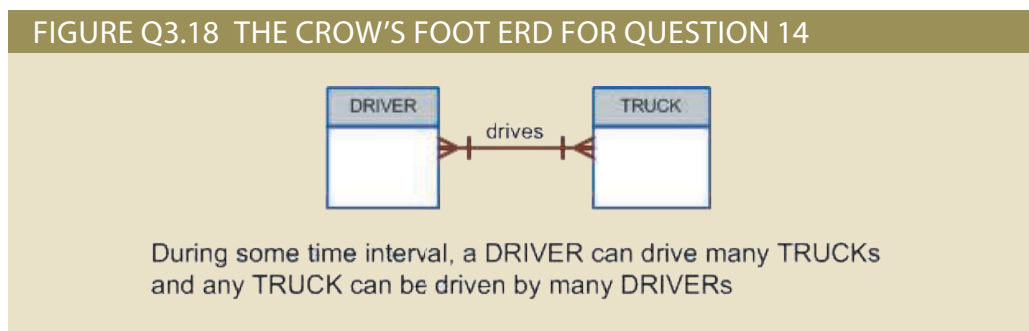 FIGURE Q3.18 THE CROW'S FOOT ERD FOR QUESTION 14
DRIVER
drives
TRUCK
During some time interval, a DRIVER can drive many TRUCKs
and any TRUCK can be driven by many DRIVERs